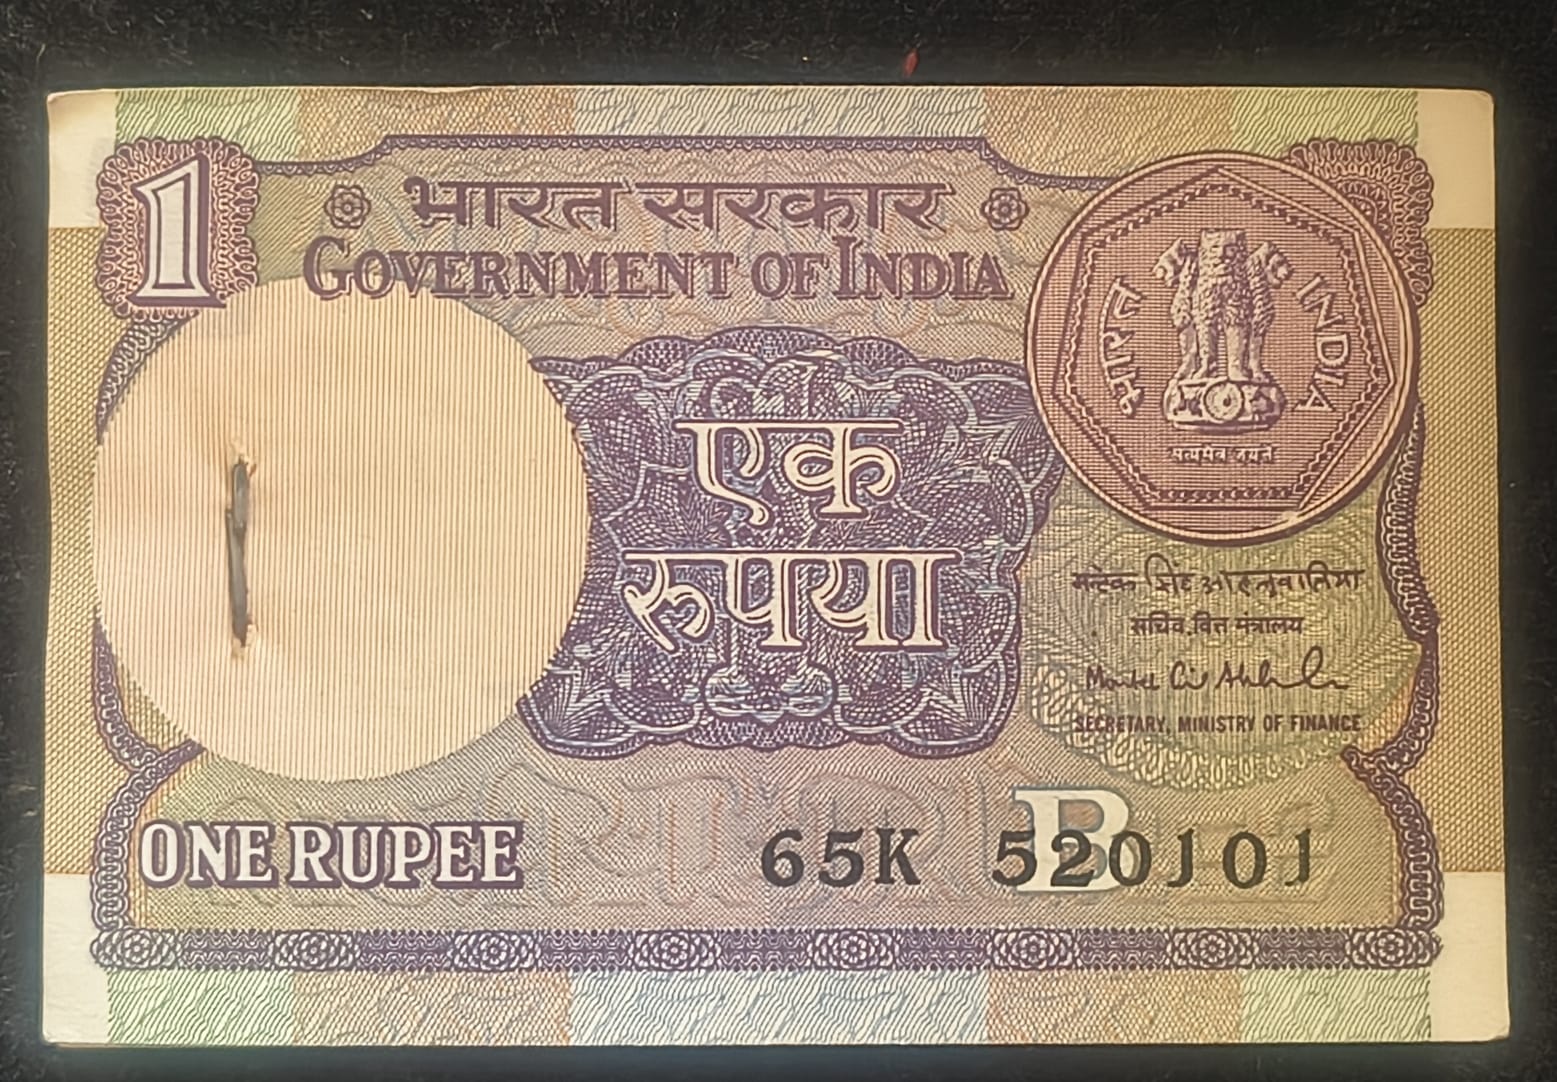 1
भारत सरकार
GOVERNMENT OF INDIA
भारत
INDIA
सत्यमेव जयते
एक
रुपया
मोंटेक सिंह आहलुवालिया
सचिव, वित्त मंत्रालय
SECRETARY, MINISTRY OF FINANCE
ONE RUPEE
65K 520101
B